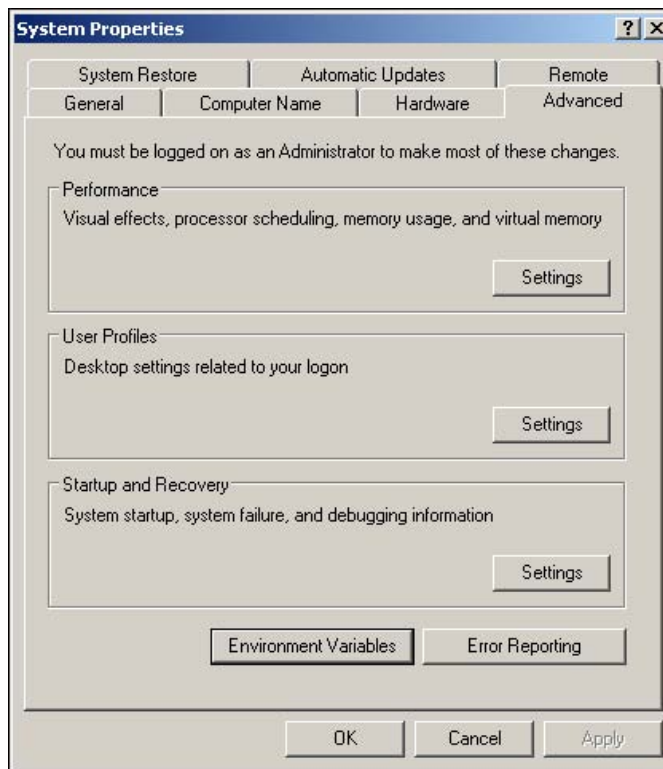 System Properties
? X
System Restore Automatic Updates Remote
General Computer Name Hardware Advanced
You must be logged on as an Administrator to make most of these changes.
Performance
Visual effects, processor scheduling, memory usage, and virtual memory
Settings
User Profiles
Desktop settings related to your logon
Settings
Startup and Recovery
System startup, system failure, and debugging information
Settings
Environment Variables Error Reporting
OK Cancel Apply